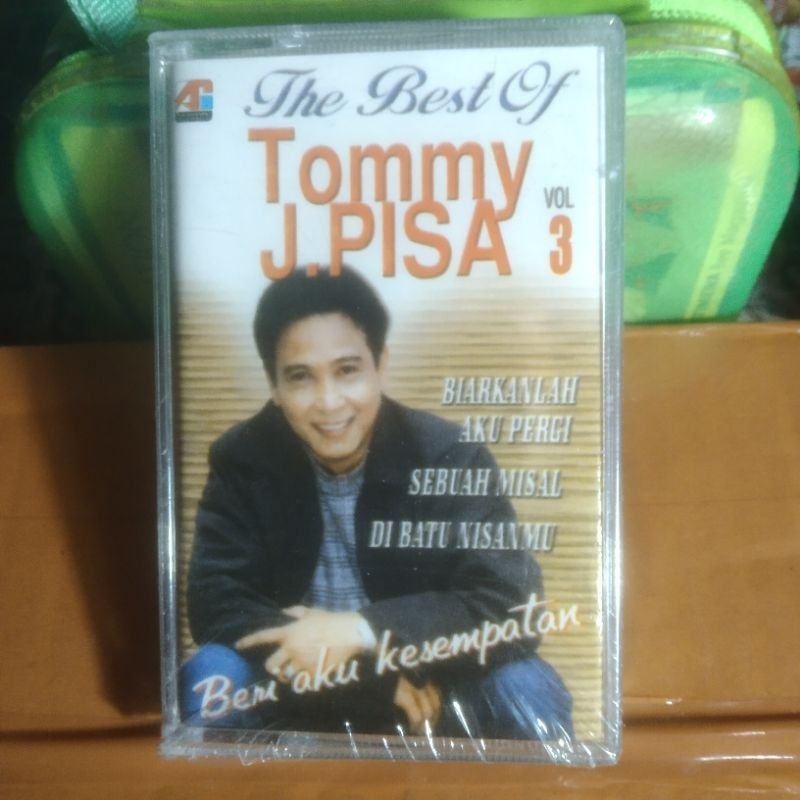 The Best Of
Tommy
J.PISA
VOL
3
BIARKANLAH
AKU PERGI
SEBUAH MISAL
DI BATU NISANMU
Beri aku kesempatan